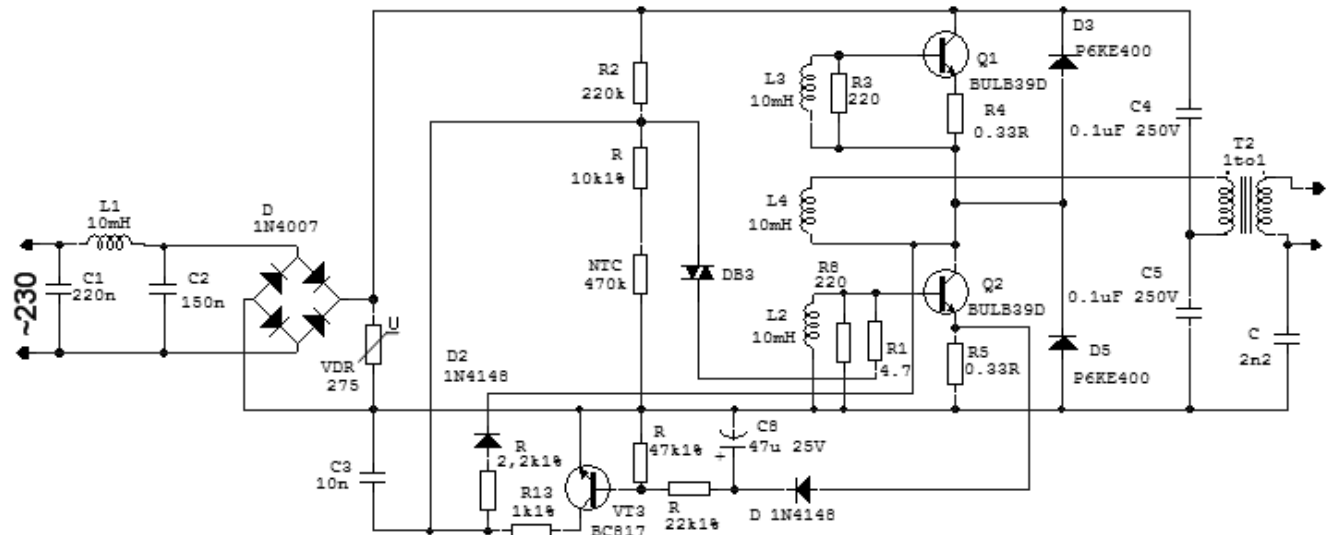 ~230
C1
220n
L1
10mH
C2
150n
D
1N4007
U
VDR
275
C3
10n
R2
220k
R
10k1%
NTC
470k
DB3
D2
1N4148
R
2,2k1%
R13
1k1%
VT3
BC817
R
47k1%
R
22k1%
C8
47u 25V
+
D 1N4148
L3
10mH
R3
220
Q1
BULB39D
R4
0.33R
L4
10mH
R8
220
L2
10mH
R1
4.7
Q2
BULB39D
R5
0.33R
D3
P6KE400
D5
P6KE400
C4
0.1uF 250V
C5
0.1uF 250V
T2
1to1
C
2n2